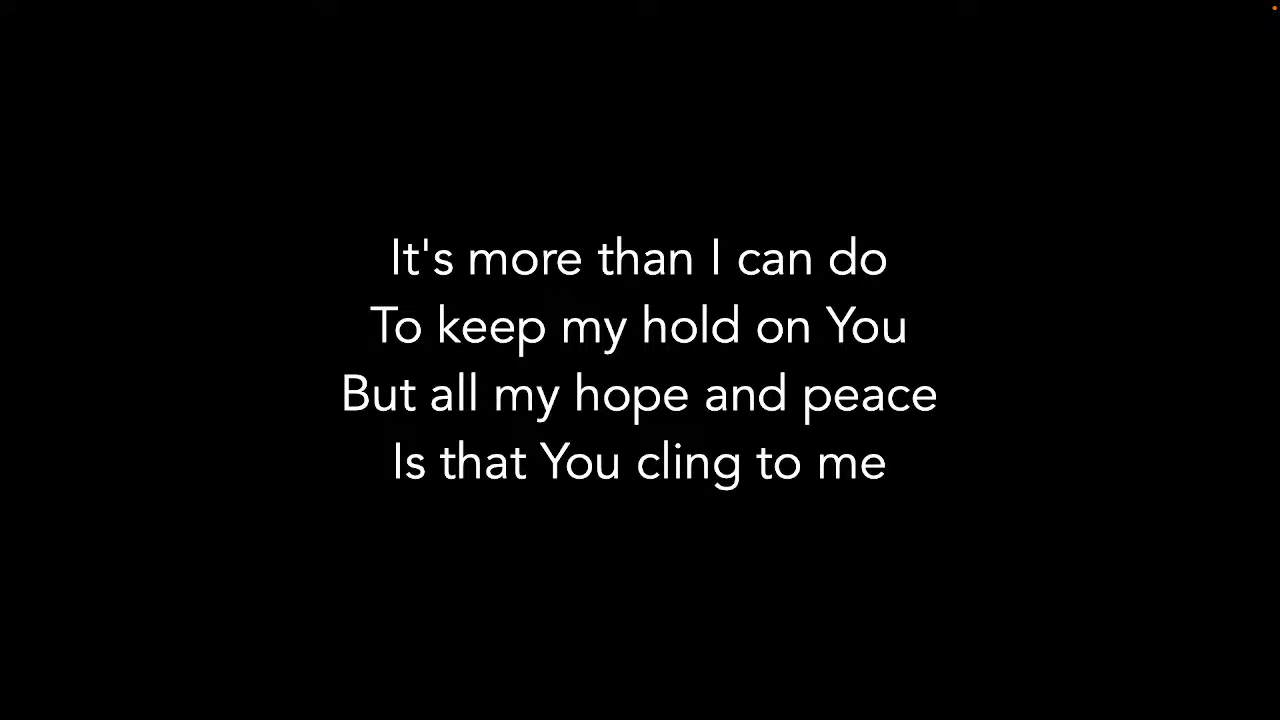 It's more than I can do
To keep my hold on You
But all my hope and peace
Is that You cling to me